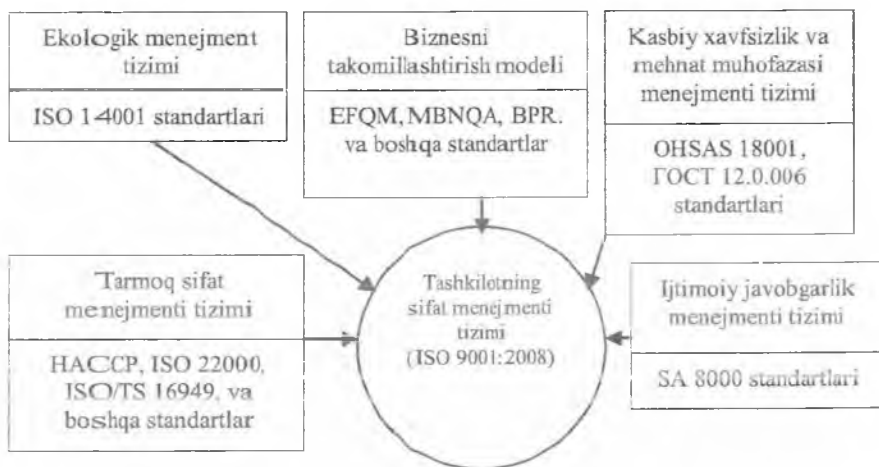 Ekologik menejment
tizimi
ISO 14001 standartlari
Biznesni
takomillashtirish modeli
EFQM, MBNQA, BPR.
va boshqa standartlar
Kasbiy xavfsizlik va
mehnat muhofazasi
menejmenti tizimi
OHSAS 18001,
ГОСТ 12.0.006
standartlari
Tarmoq sifat
menejmenti tizimi
HACCP, ISO 22000,
ISO/TS 16949, va
boshqa standartlar
Tashkilotning
sifat menejmenti
tizimi
(ISO 9001:2008)
Ijtimoiy javobgarlik
menejmenti tizimi
SA 8000 standartlari